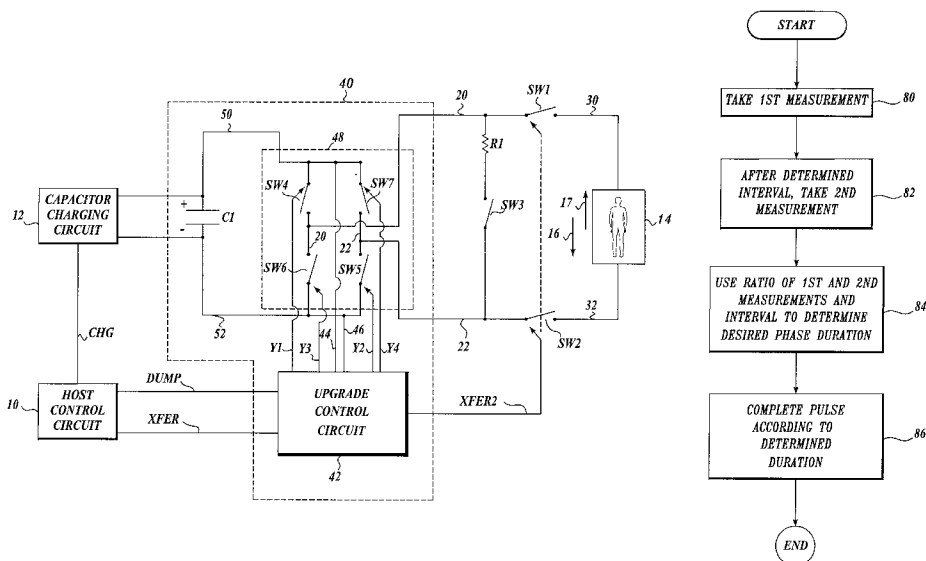 40
50
48
20
SW1
30
R1
SW4
SW7
CAPACITOR
CHARGING
CIRCUIT
12
+
C1
-
SW3
17
16
14
20
22
SW6
SW5
CHG
52
44
46
22
32
SW2
Y1
Y3
Y2
Y4
DUMP
XFER
HOST
CONTROL
CIRCUIT
10
UPGRADE
CONTROL
CIRCUIT
XFER2
42
START
TAKE 1ST MEASUREMENT
80
AFTER DETERMINED
INTERVAL, TAKE 2ND
MEASUREMENT
82
USE RATIO OF 1ST AND 2ND
MEASUREMENTS AND
INTERVAL TO DETERMINE
DESIRED PHASE DURATION
84
COMPLETE PULSE
ACCORDING TO
DETERMINED
DURATION
86
END